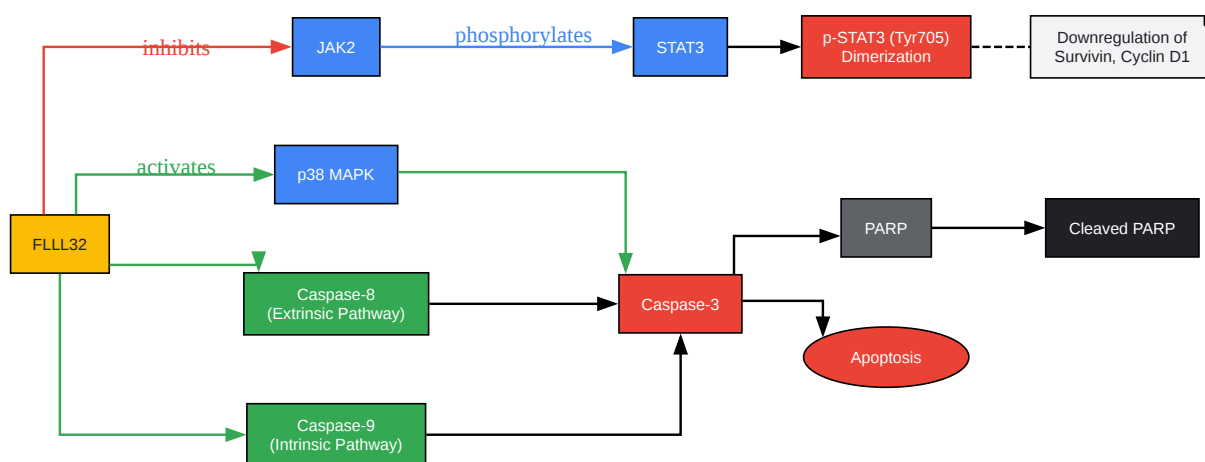 inhibits
JAK2
phosphorylates
STAT3
p-STAT3 (Tyr705)
Dimerization
Downregulation of
Survivin, Cyclin D1
activates
p38 MAPK
FLLL32
PARP
Cleaved PARP
Caspase-8
(Extrinsic Pathway)
Caspase-3
Apoptosis
Caspase-9
(Intrinsic Pathway)